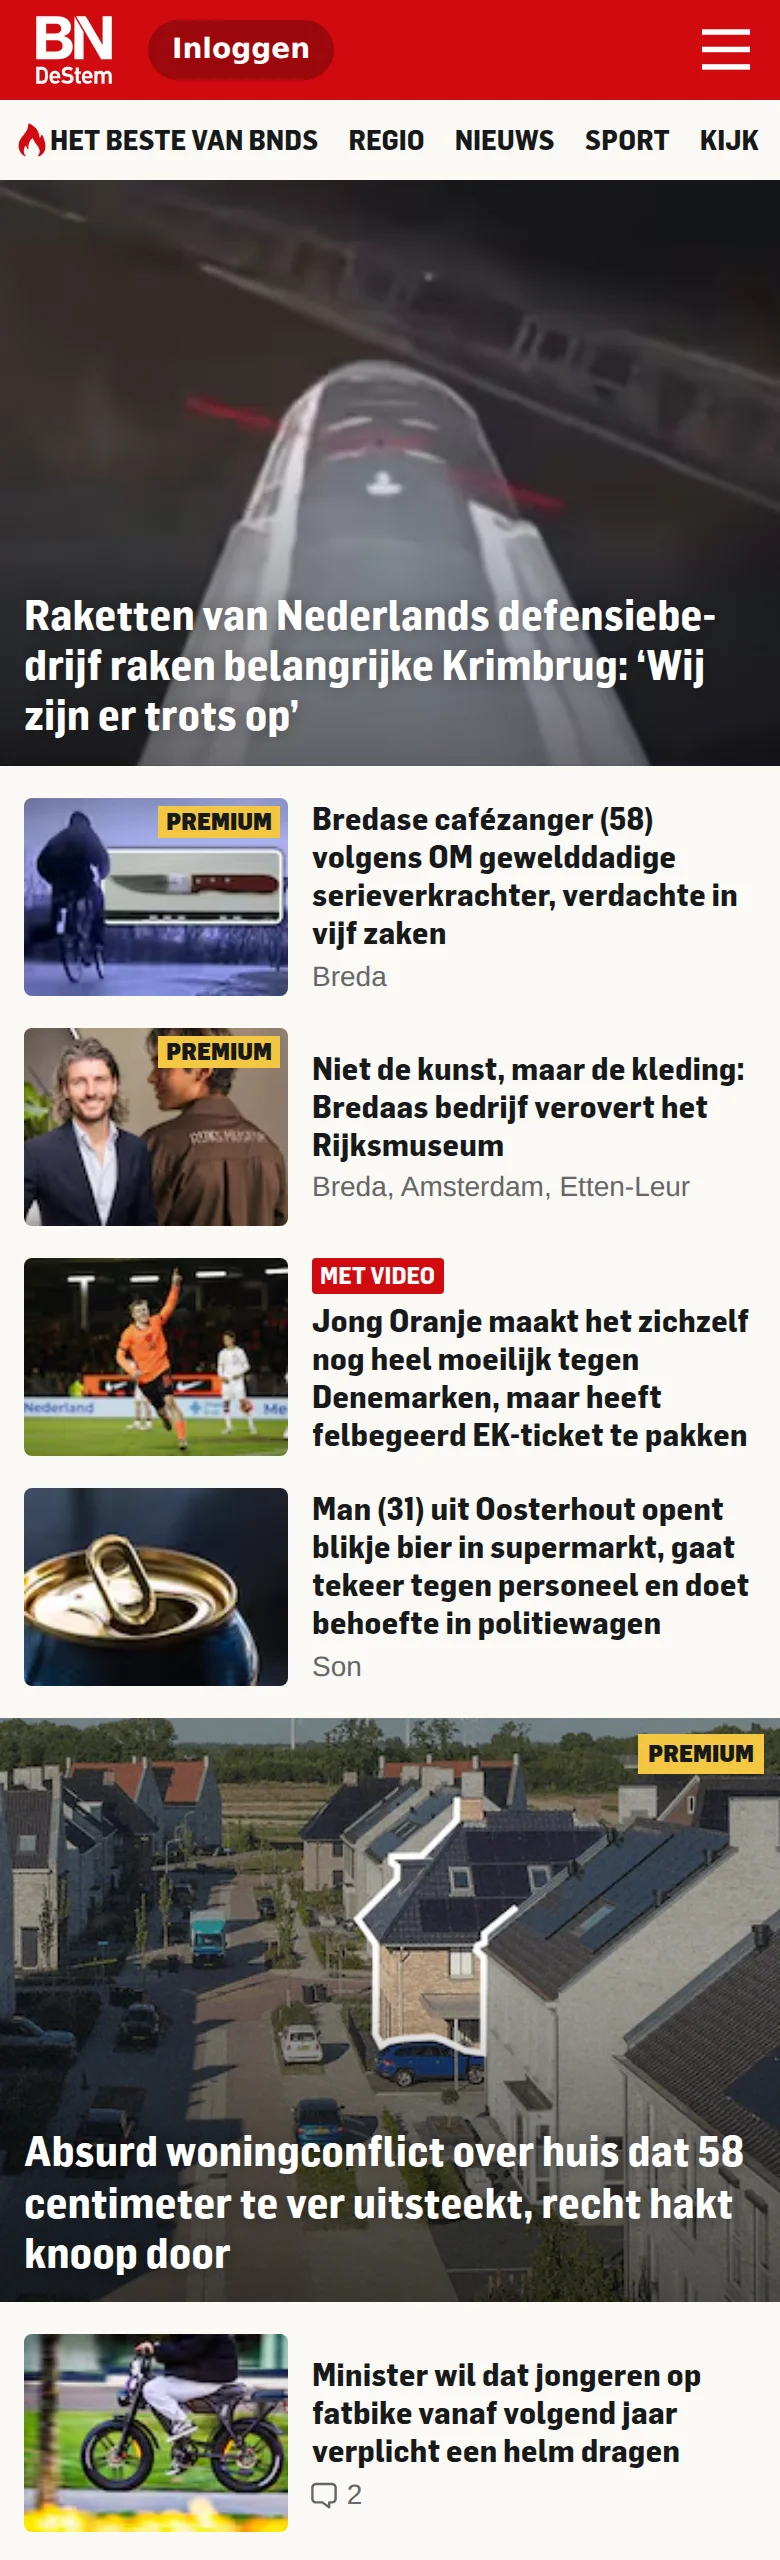 BN
DeStem
Inloggen
HET BESTE VAN BNDS REGIO NIEUWS SPORT KIJK
Raketten van Nederlands defensiebe-
drijf raken belangrijke Krimbrug: ‘Wij
zijn er trots op’
PREMIUM
Bredase cafézanger (58)
volgens OM gewelddadige
serieverkrachter, verdachte in
vijf zaken
Breda
PREMIUM
RIJKS MUSEUM
Niet de kunst, maar de kleding:
Bredaas bedrijf verovert het
Rijksmuseum
Breda, Amsterdam, Etten-Leur
Nederland
MET VIDEO
Jong Oranje maakt het zichzelf
nog heel moeilijk tegen
Denemarken, maar heeft
felbegeerd EK-ticket te pakken
Man (31) uit Oosterhout opent
blikje bier in supermarkt, gaat
tekeer tegen personeel en doet
behoefte in politiewagen
Son
PREMIUM
Absurd woningconflict over huis dat 58
centimeter te ver uitsteekt, recht hakt
knoop door
Minister wil dat jongeren op
fatbike vanaf volgend jaar
verplicht een helm dragen
2